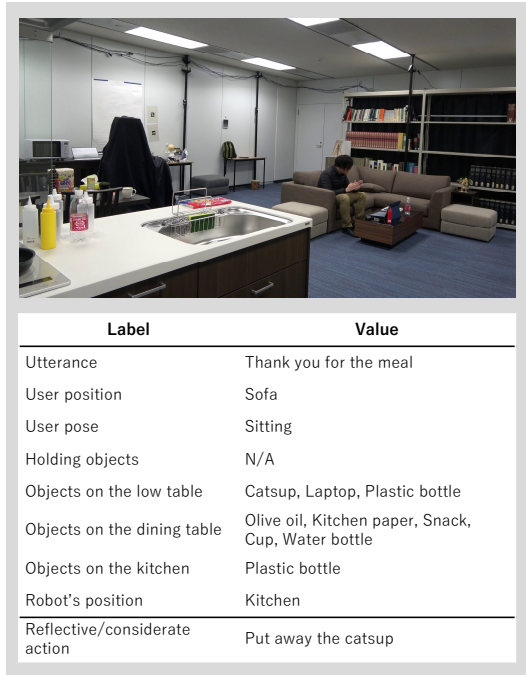 Label Value
Utterance Thank you for the meal
User position Sofa
User pose Sitting
Holding objects N/A
Objects on the low table Catsup, Laptop, Plastic bottle
Objects on the dining table Olive oil, Kitchen paper, Snack,
Cup, Water bottle
Objects on the kitchen Plastic bottle
Robot's position Kitchen
Reflective/considerate
action Put away the catsup